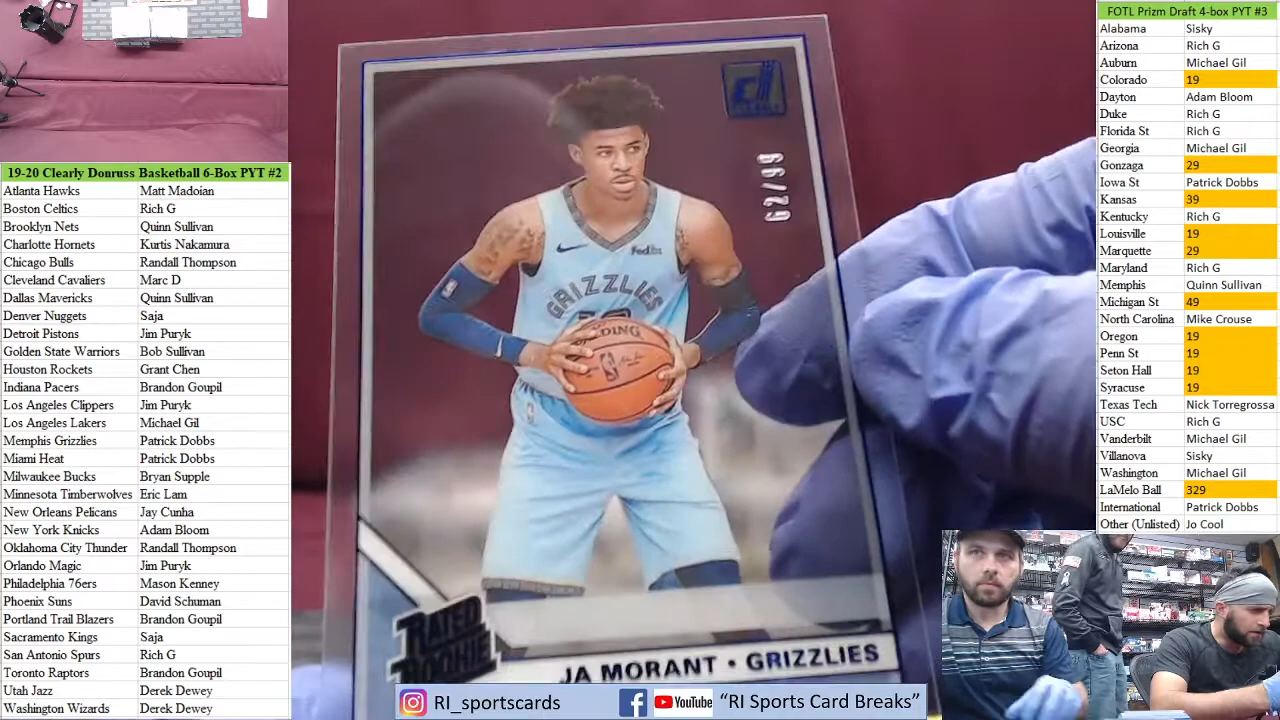 19-20 Clearly Donruss Basketball 6-Box PYT #2
Atlanta Hawks Matt Madoian
Boston Celtics Rich G
Brooklyn Nets Quinn Sullivan
Charlotte Hornets Kurtis Nakamura
Chicago Bulls Randall Thompson
Cleveland Cavaliers Marc D
Dallas Mavericks Quinn Sullivan
Denver Nuggets Saja
Detroit Pistons Jim Puryk
Golden State Warriors Bob Sullivan
Houston Rockets Grant Chen
Indiana Pacers Brandon Goupil
Los Angeles Clippers Jim Puryk
Los Angeles Lakers Michael Gil
Memphis Grizzlies Patrick Dobbs
Miami Heat Patrick Dobbs
Milwaukee Bucks Bryan Supple
Minnesota Timberwolves Eric Lam
New Orleans Pelicans Jay Cunha
New York Knicks Adam Bloom
Oklahoma City Thunder Randall Thompson
Orlando Magic Jim Puryk
Philadelphia 76ers Mason Kenney
Phoenix Suns David Schuman
Portland Trail Blazers Brandon Goupil
Sacramento Kings Saja
San Antonio Spurs Rich G
Toronto Raptors Brandon Goupil
Utah Jazz Derek Dewey
Washington Wizards Derek Dewey
62/99
FedEx
GRIZZLIES
RATED
ROOKIE
JA MORANT • GRIZZLIES
RI_sportscards
YouTube
"RI Sports Card Breaks"
FOTL Prizm Draft 4-box PYT #3
Alabama Sisky
Arizona Rich G
Auburn Michael Gil
Colorado 19
Dayton Adam Bloom
Duke Rich G
Florida St Rich G
Georgia Michael Gil
Gonzaga 29
Iowa St Patrick Dobbs
Kansas 39
Kentucky Rich G
Louisville 19
Marquette 29
Maryland Rich G
Memphis Quinn Sullivan
Michigan St 49
North Carolina Mike Crouse
Oregon 19
Penn St 19
Seton Hall 19
Syracuse 19
Texas Tech Nick Torregrossa
USC Rich G
Vanderbilt Michael Gil
Villanova Sisky
Washington Michael Gil
LaMelo Ball 329
International Patrick Dobbs
Other (Unlisted) Jo Cool